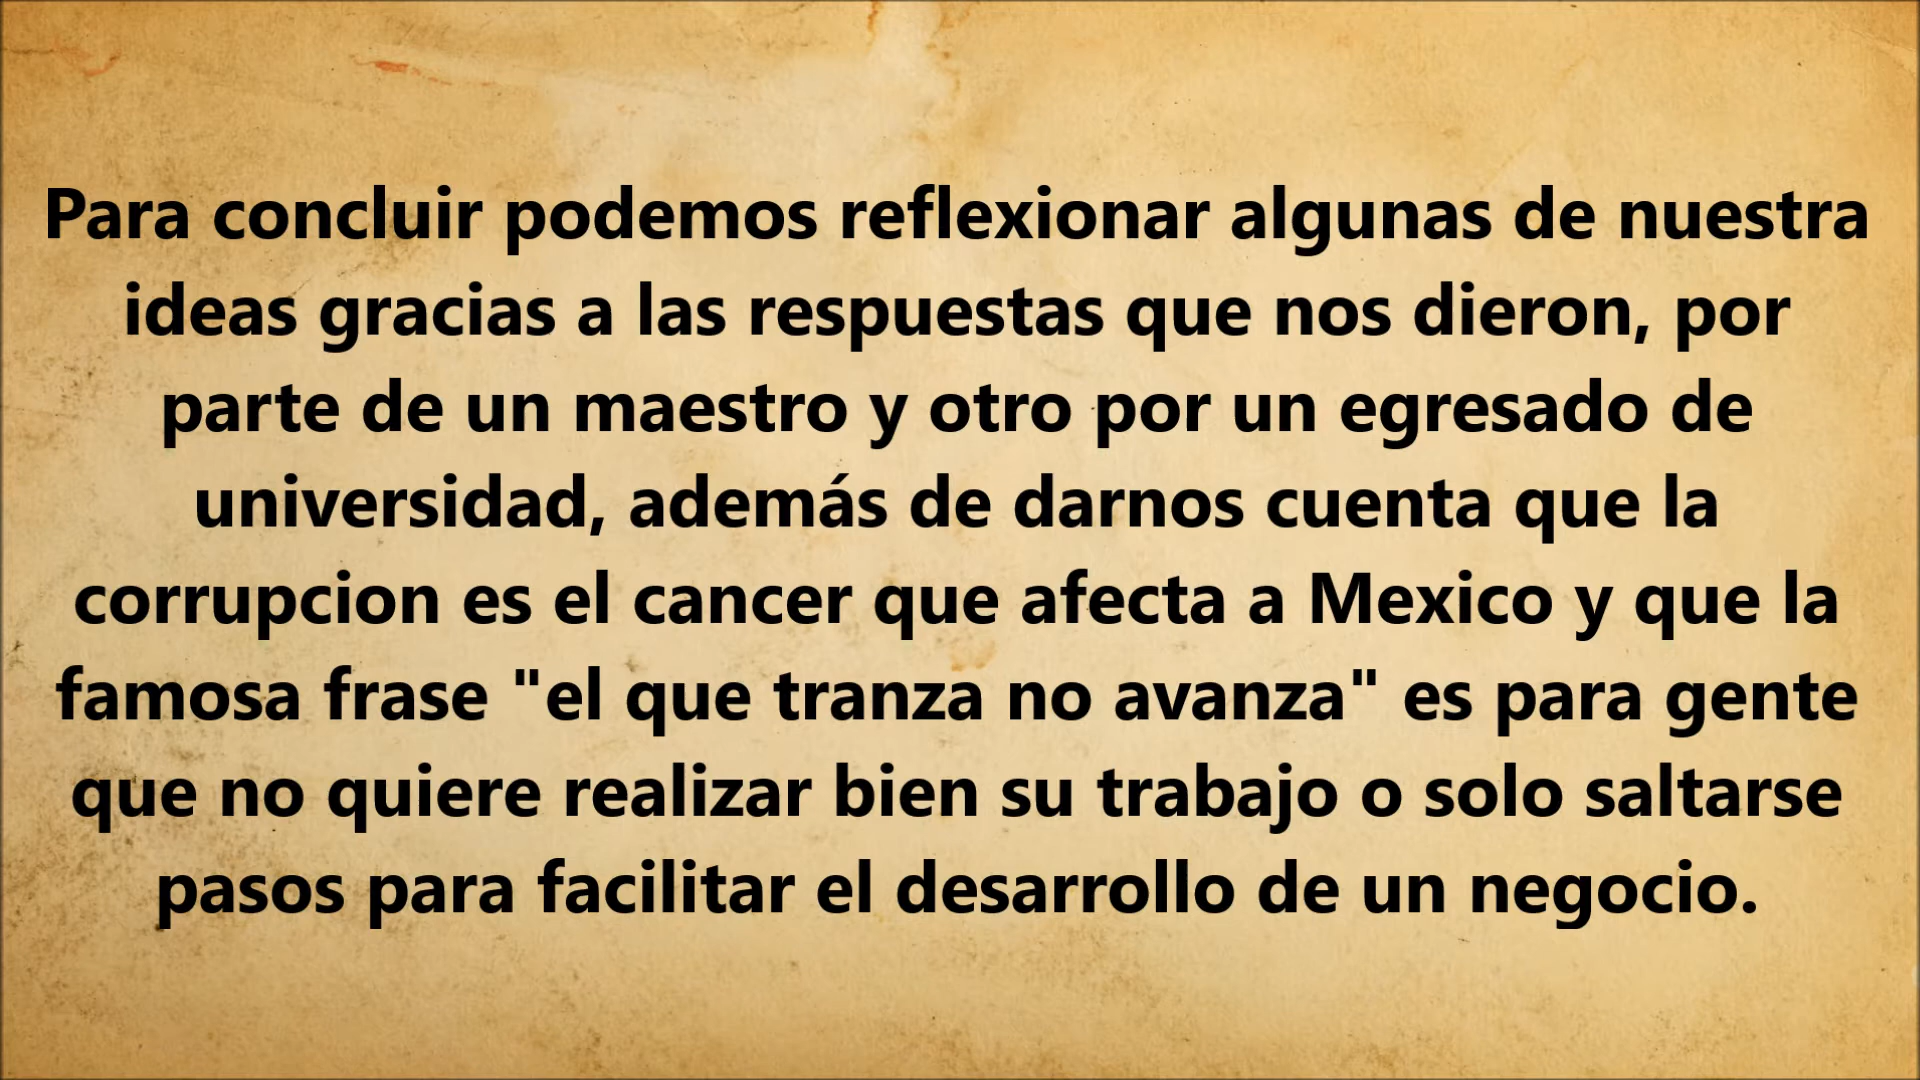 Para concluir podemos reflexionar algunas de nuestra
ideas gracias a las respuestas que nos dieron, por
parte de un maestro y otro por un egresado de
universidad, además de darnos cuenta que la
corrupcion es el cancer que afecta a Mexico y que la
famosa frase "el que tranza no avanza" es para gente
que no quiere realizar bien su trabajo o solo saltarse
pasos para facilitar el desarrollo de un negocio.